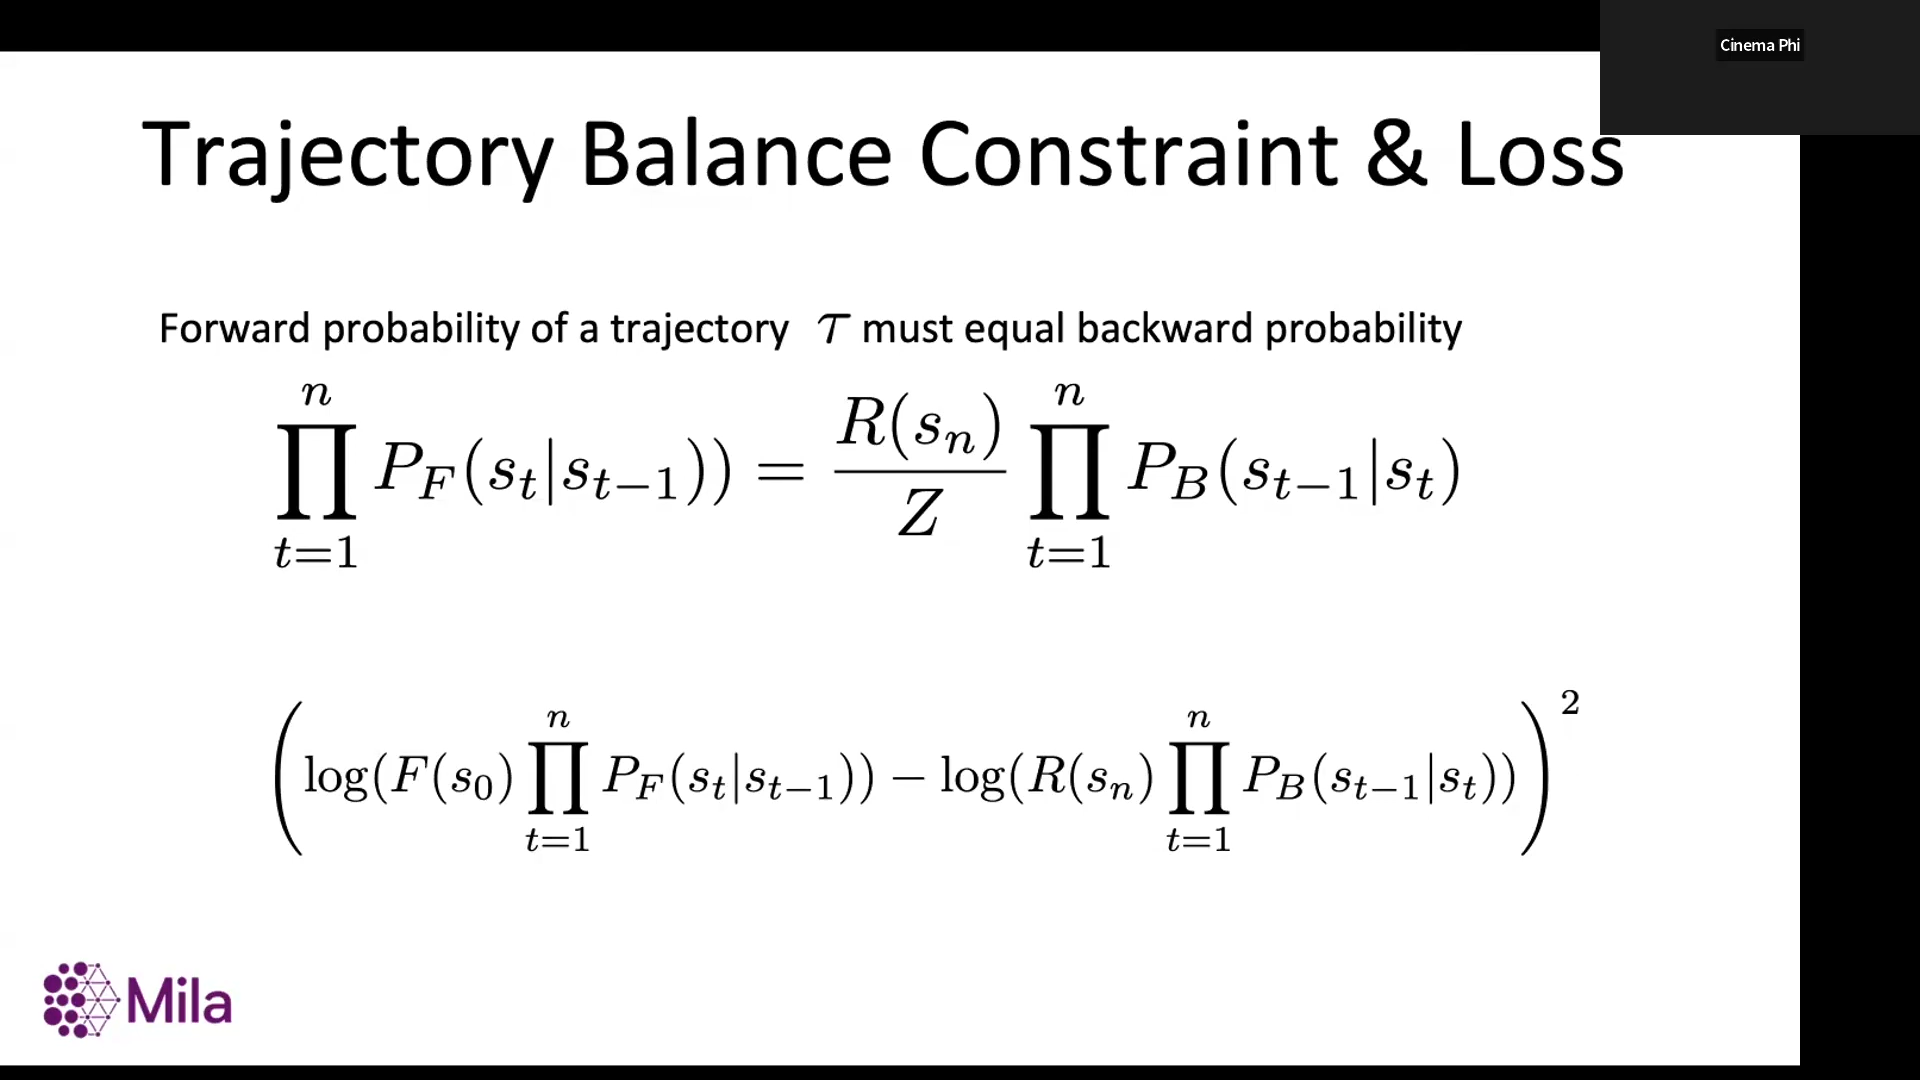 Cinema Phi
Trajectory Balance Constraint & Loss
Forward probability of a trajectory τ must equal backward probability
∏_{t=1}^{n} P_F(s_t|s_{t−1})) = \frac{R(s_n)}{Z} ∏_{t=1}^{n} P_B(s_{t−1}|s_t)
(log(F(s_0) ∏_{t=1}^{n} P_F(s_t|s_{t−1})) − log(R(s_n) ∏_{t=1}^{n} P_B(s_{t−1}|s_t)))^2
Mila